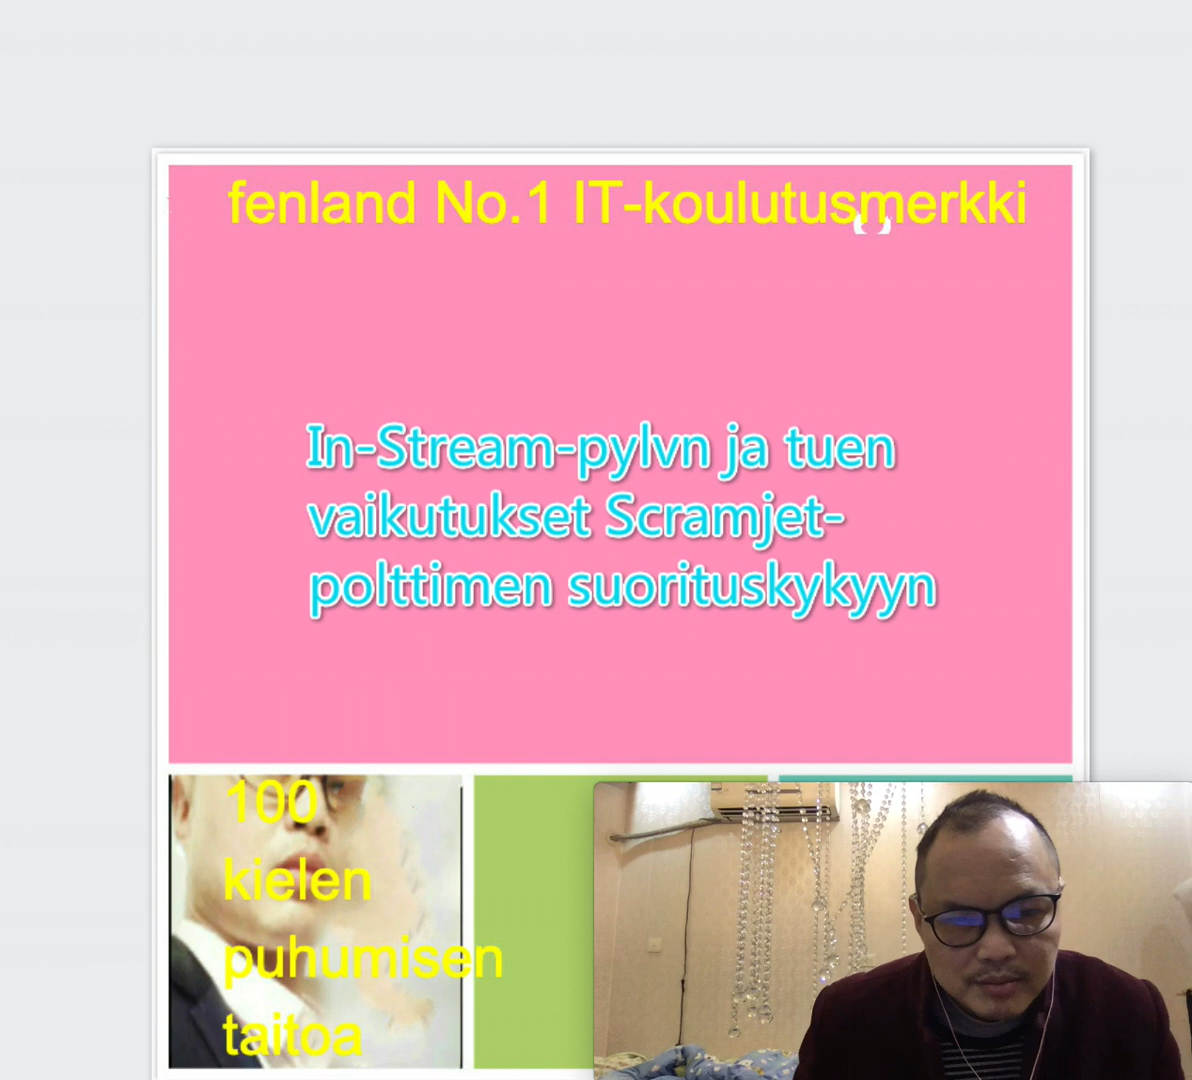 fenland No.1 IT-koulutusmerkki
In-Stream-pylvn ja tuen
vaikutukset Scramjet-
polttimen suorituskykyyn
100
kielen
puhumisen
taitoa